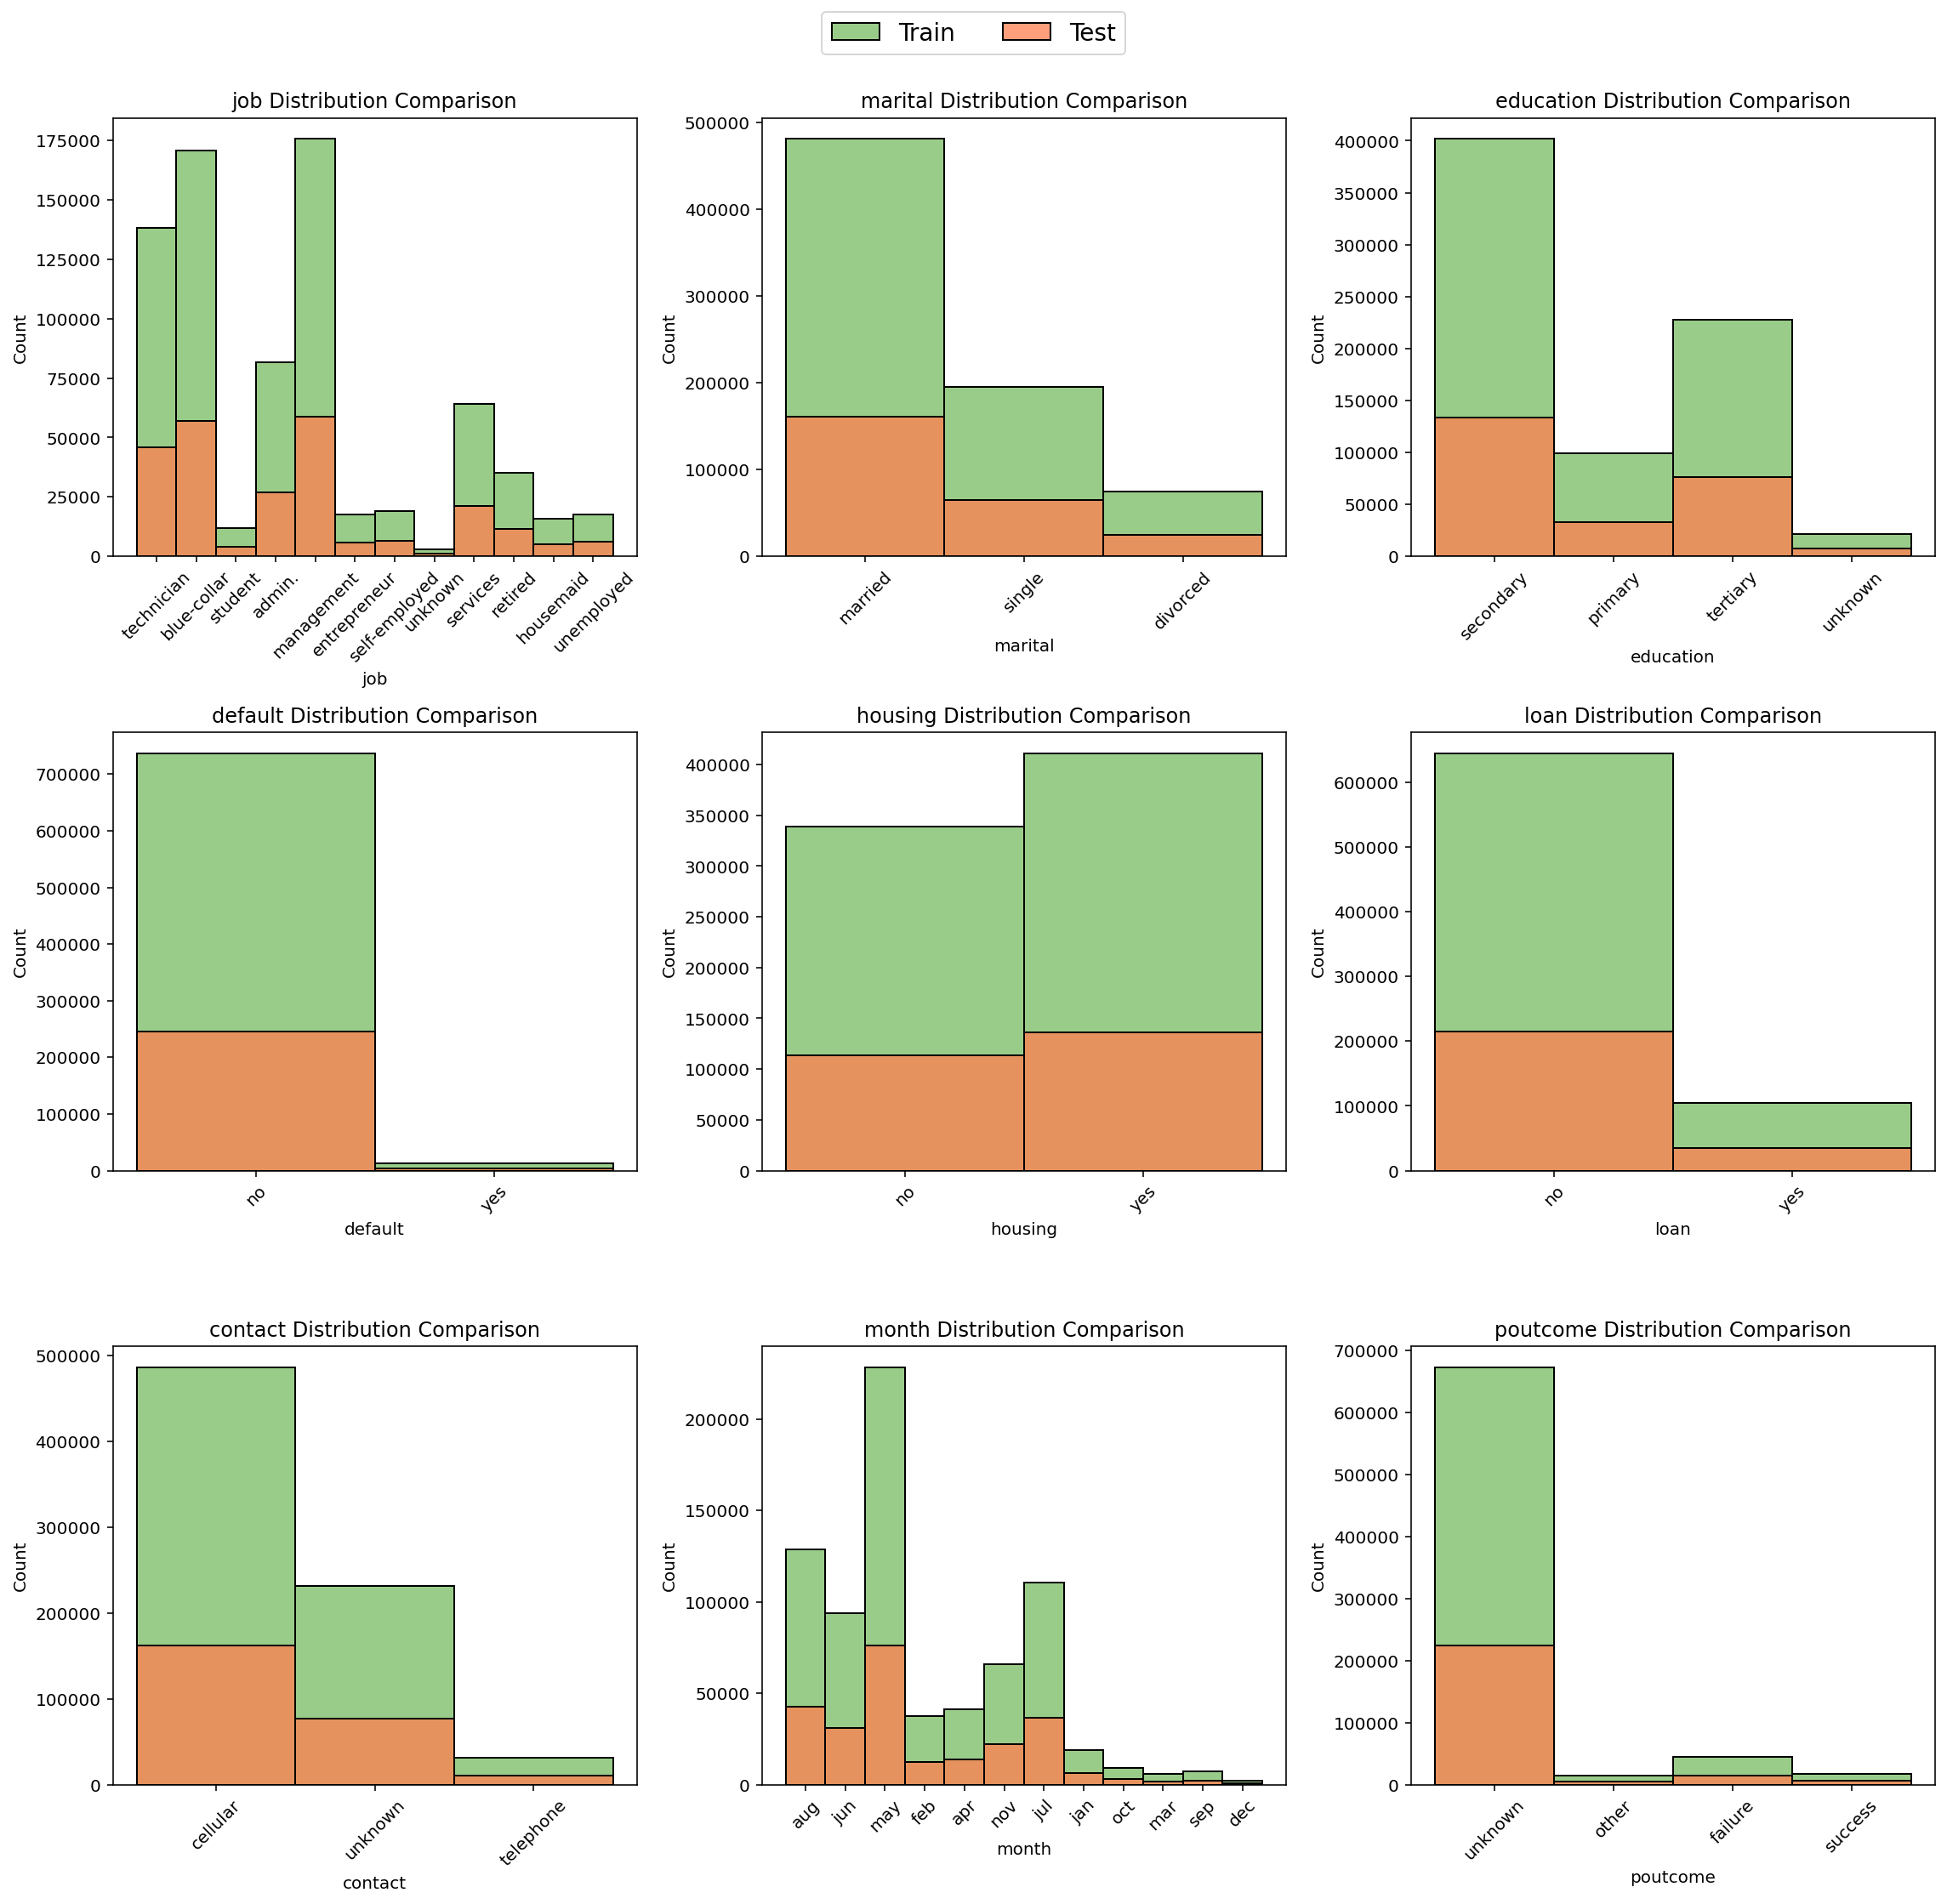 Train Test
job Distribution Comparison
Count
175000
150000
125000
100000
75000
50000
25000
0
technician blue-collar student admin. management entrepreneur self-employed unknown services retired housemaid unemployed
job
marital Distribution Comparison
Count
500000
400000
300000
200000
100000
0
married single divorced
marital
education Distribution Comparison
Count
400000
350000
300000
250000
200000
150000
100000
50000
0
secondary primary tertiary unknown
education
default Distribution Comparison
Count
700000
600000
500000
400000
300000
200000
100000
0
no yes
default
housing Distribution Comparison
Count
400000
350000
300000
250000
200000
150000
100000
50000
0
no yes
housing
loan Distribution Comparison
Count
600000
500000
400000
300000
200000
100000
0
no yes
loan
contact Distribution Comparison
Count
500000
400000
300000
200000
100000
0
cellular unknown telephone
contact
month Distribution Comparison
Count
200000
150000
100000
50000
0
aug jun may feb apr nov jul jan oct mar sep dec
month
poutcome Distribution Comparison
Count
700000
600000
500000
400000
300000
200000
100000
0
unknown other failure success
poutcome